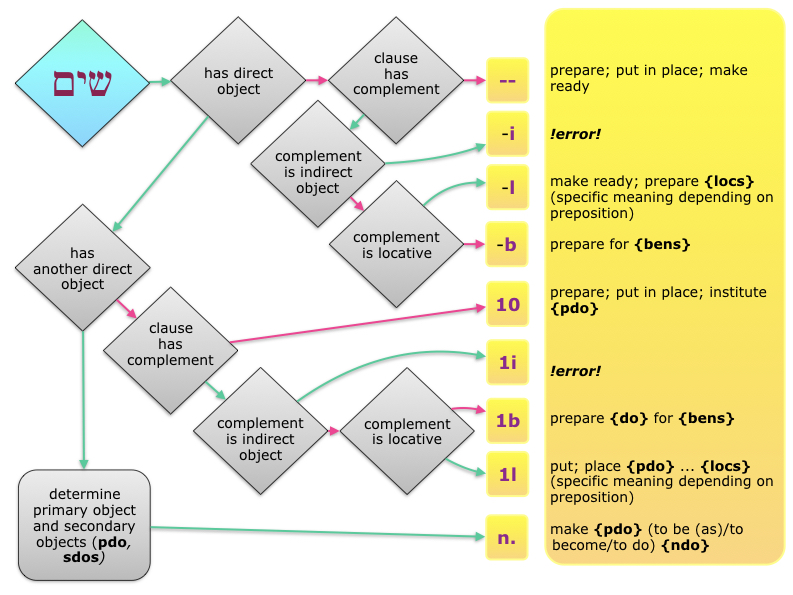 שׂים
has direct
object
clause
has
complement
--
prepare; put in place; make
ready
complement
is indirect
object
-i
!error!
complement
is locative
-l
make ready; prepare {locs}
(specific meaning depending on
preposition)
-b
prepare for {bens}
has
another direct
object
clause
has
complement
10
prepare; put in place; institute
{pdo}
1i
!error!
complement
is indirect
object
complement
is locative
1b
prepare {do} for {bens}
1l
put; place {pdo} ... {locs}
(specific meaning depending on
preposition)
determine
primary object
and secondary
objects (pdo,
sdos)
n.
make {pdo} (to be (as)/to
become/to do) {ndo}